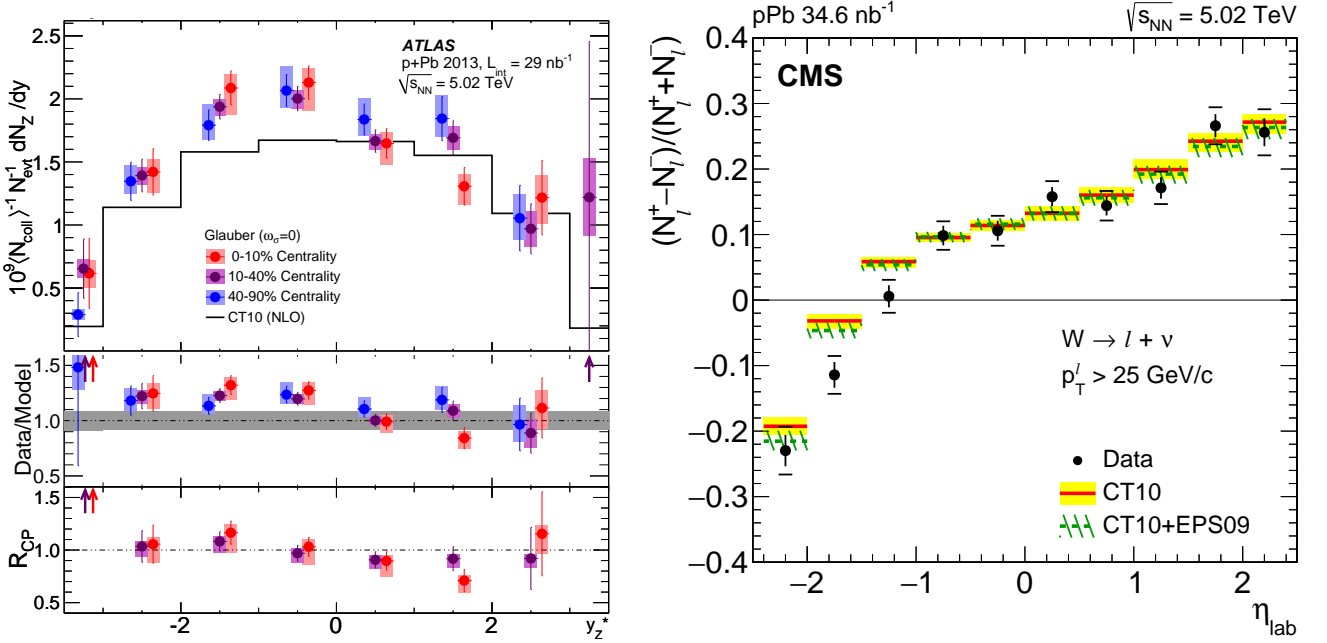 2.5
2
1.5
1
0.5
10⁹⟨N_coll⟩⁻¹ N_evt⁻¹ dN_Z /dy
ATLAS
p+Pb 2013, L_int = 29 nb⁻¹
√s_NN = 5.02 TeV
Glauber (ω_σ=0)
0-10% Centrality
10-40% Centrality
40-90% Centrality
CT10 (NLO)
1.5
1.0
0.5
Data/Model
1.5
1.0
0.5
R_CP
-2 0 2 y_Z*
pPb 34.6 nb⁻¹ √s_NN = 5.02 TeV
0.4
0.3
0.2
0.1
0
−0.1
−0.2
−0.3
−0.4
(N_l⁺−N_l⁻)/(N_l⁺+N_l⁻)
CMS
W → l + ν
p_T^l > 25 GeV/c
Data
CT10
CT10+EPS09
−2 −1 0 1 2
η_lab